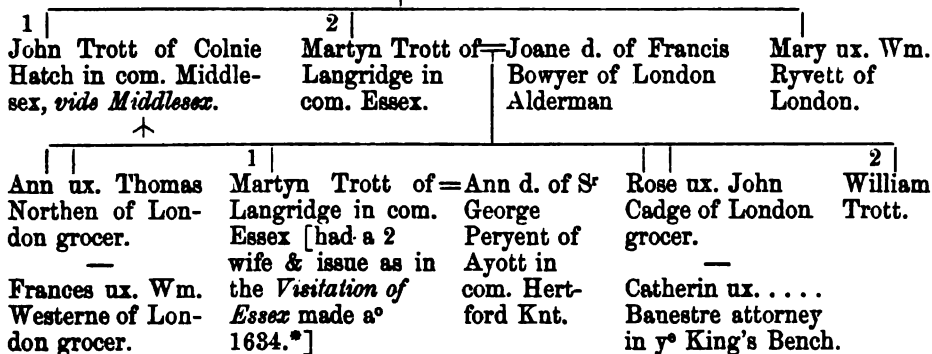 1
John Trott of Colnie
Hatch in com. Middle-
sex, vide Middlesex.
2
Martyn Trott of
Langridge in
com. Essex.
=Joane d. of Francis
Bowyer of London
Alderman
Mary ux. Wm.
Ryvett of
London.
Ann ux. Thomas
Northen of Lon-
don grocer.
—
Frances ux. Wm.
Westerne of Lon-
don grocer.
1
Martyn Trott of
Langridge in com.
Essex [had a 2
wife & issue as in
the Visitation of
Essex made aº
1634.*]
=Ann d. of Sʳ
George
Peryent of
Ayott in
com. Hert-
ford Knt.
Rose ux. John
Cadge of London
grocer.
—
Catherin ux.....
Banestre attorney
in yᵉ King's Bench.
2
William
Trott.